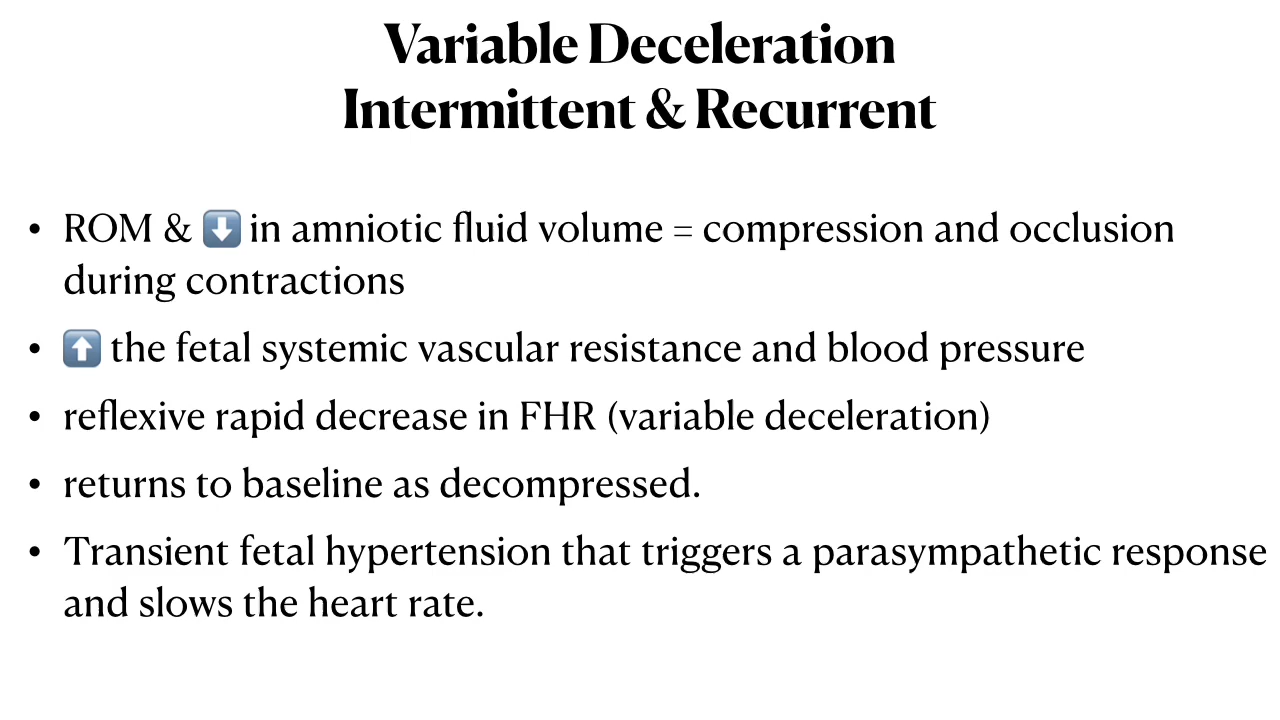 Variable Deceleration
Intermittent & Recurrent
• ROM & ⬇️ in amniotic fluid volume = compression and occlusion
during contractions
• ⬆️ the fetal systemic vascular resistance and blood pressure
• reflexive rapid decrease in FHR (variable deceleration)
• returns to baseline as decompressed.
• Transient fetal hypertension that triggers a parasympathetic response
and slows the heart rate.